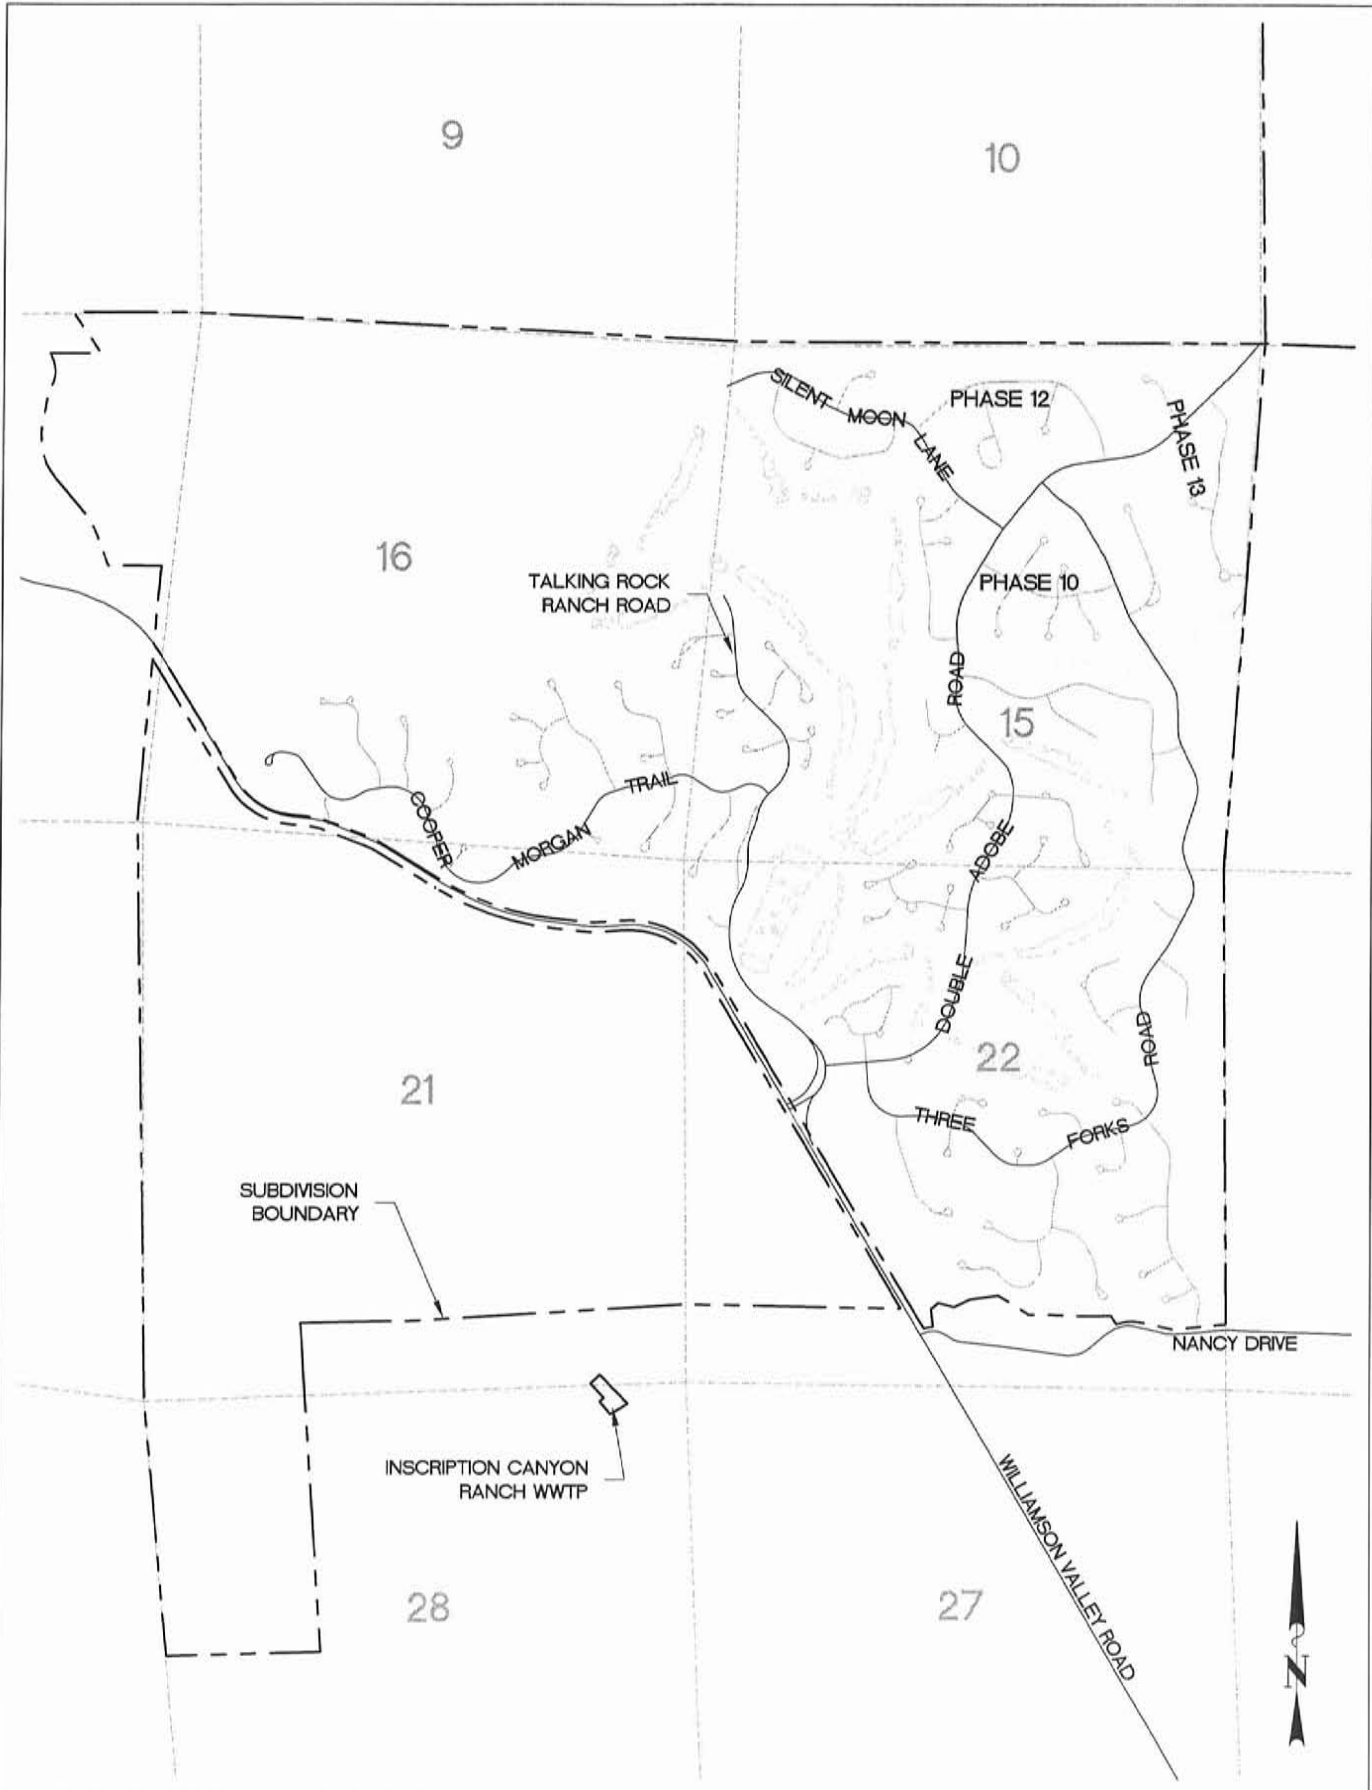 9
10
SILENT MOON LANE
PHASE 12
PHASE 13
16
TALKING ROCK
RANCH ROAD
PHASE 10
ROAD
15
COOPER MORGAN TRAIL
ADOBE
DOUBLE
ROAD
22
21
THREE FORKS
SUBDIVISION
BOUNDARY
NANCY DRIVE
INSCRIPTION CANYON
RANCH WWTP
WILLIAMSON VALLEY ROAD
28
27
N